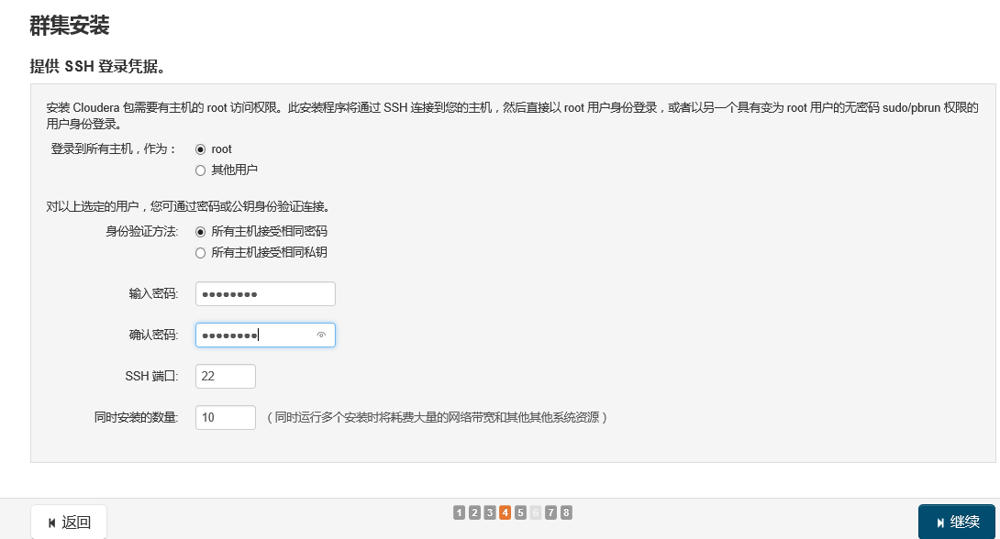 群集安装
提供 SSH 登录凭据。
安装 Cloudera 包需要有主机的 root 访问权限。此安装程序将通过 SSH 连接到您的主机，然后直接以 root 用户身份登录，或者以另一个具有变为 root 用户的无密码 sudo/pbrun 权限的
用户身份登录。
登录到所有主机，作为： root
其他用户
对以上选定的用户，您可通过密码或公钥身份验证连接。
身份验证方法: 所有主机接受相同密码
所有主机接受相同私钥
输入密码: ●●●●●●●●
确认密码: ●●●●●●●●
SSH 端口: 22
同时安装的数量: 10 （同时运行多个安装时将耗费大量的网络带宽和其他其他系统资源）
返回 1 2 3 4 5 6 7 8 继续